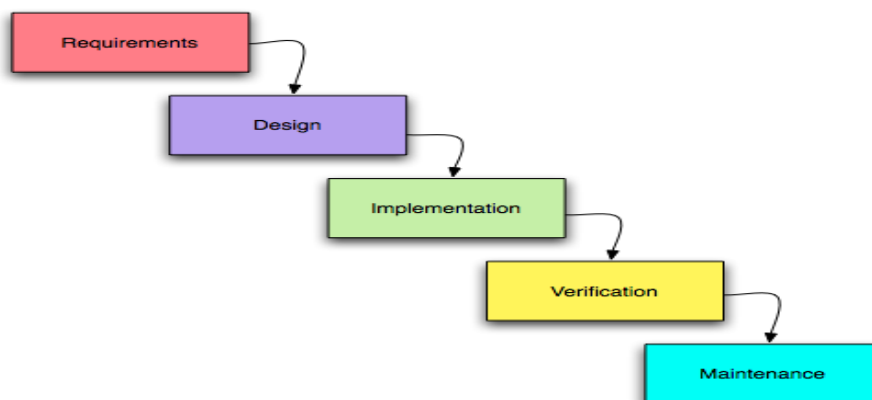 Requirements
Design
Implementation
Verification
Maintenance